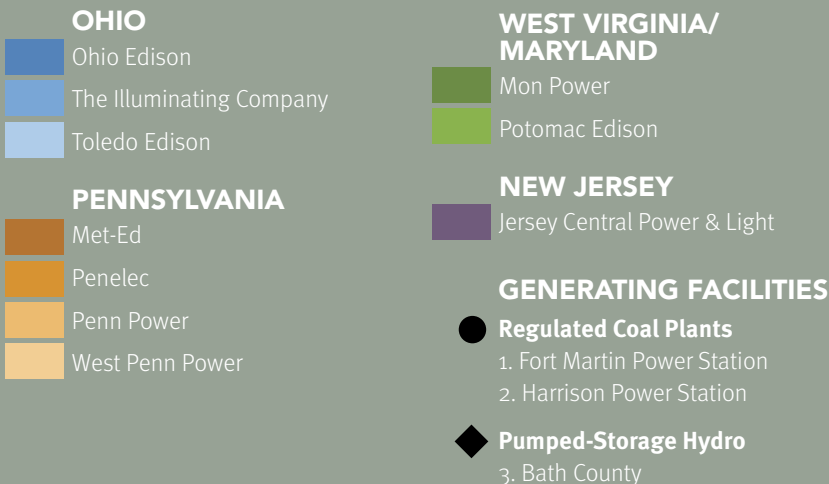 OHIO
Ohio Edison
The Illuminating Company
Toledo Edison
PENNSYLVANIA
Met-Ed
Penelec
Penn Power
West Penn Power
WEST VIRGINIA/
MARYLAND
Mon Power
Potomac Edison
NEW JERSEY
Jersey Central Power & Light
GENERATING FACILITIES
Regulated Coal Plants
1. Fort Martin Power Station
2. Harrison Power Station
Pumped-Storage Hydro
3. Bath County